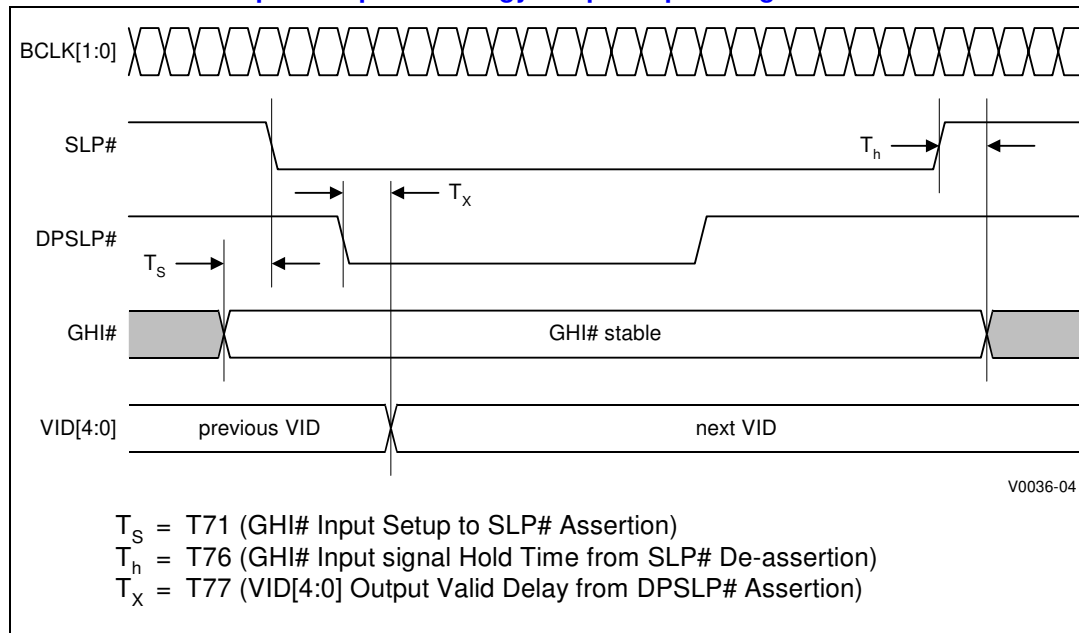 BCLK[1:0]
SLP#
T_h
T_X
DPSLP#
T_S
GHI#
GHI# stable
VID[4:0]
previous VID
next VID
V0036-04
T_S = T71 (GHI# Input Setup to SLP# Assertion)
T_h = T76 (GHI# Input signal Hold Time from SLP# De-assertion)
T_X = T77 (VID[4:0] Output Valid Delay from DPSLP# Assertion)